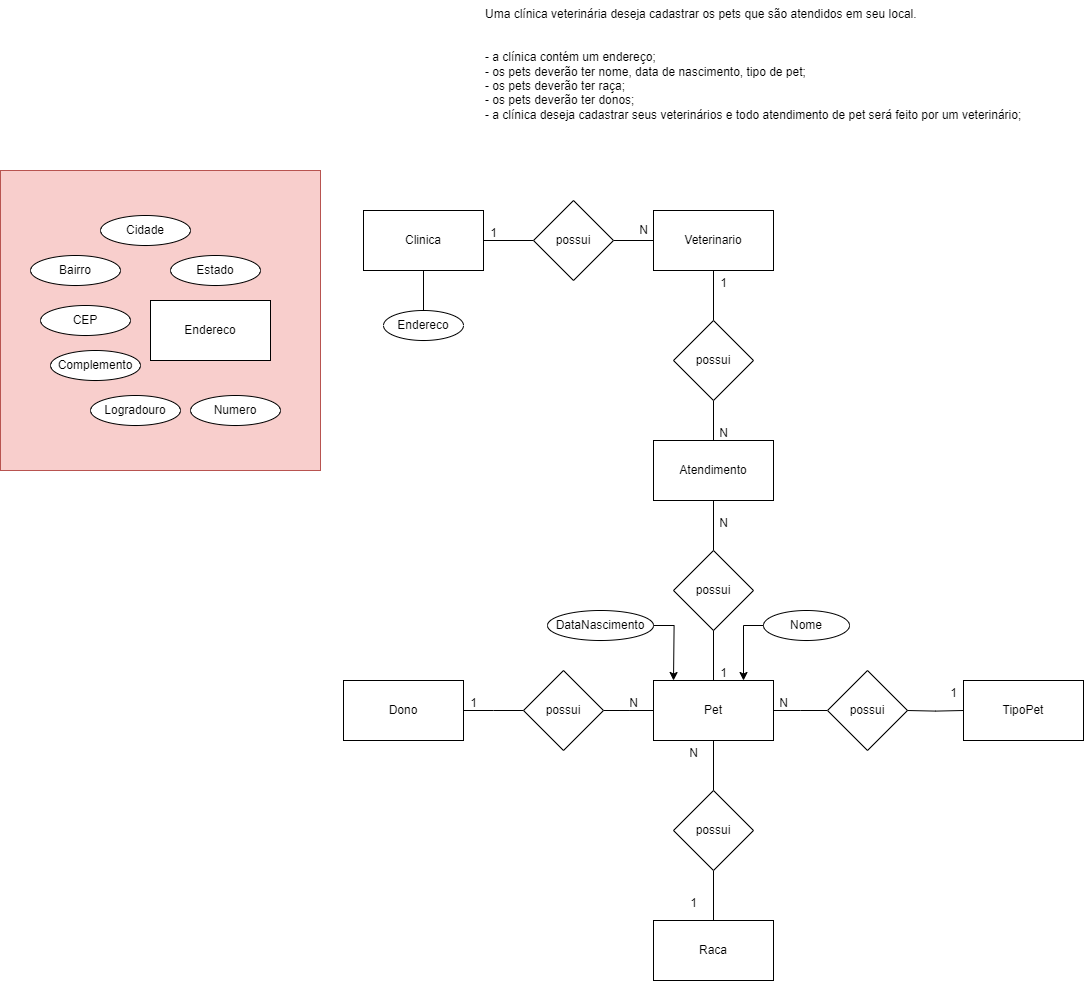 Uma clínica veterinária deseja cadastrar os pets que são atendidos em seu local.
- a clínica contém um endereço;
- os pets deverão ter nome, data de nascimento, tipo de pet;
- os pets deverão ter raça;
- os pets deverão ter donos;
- a clínica deseja cadastrar seus veterinários e todo atendimento de pet será feito por um veterinário;
Cidade
Bairro
Estado
CEP
Endereco
Complemento
Logradouro
Numero
Clinica
1
possui
N
Veterinario
Endereco
1
possui
N
Atendimento
N
possui
DataNascimento
Nome
1
Dono
1
possui
N
Pet
N
possui
1
TipoPet
N
possui
1
Raca